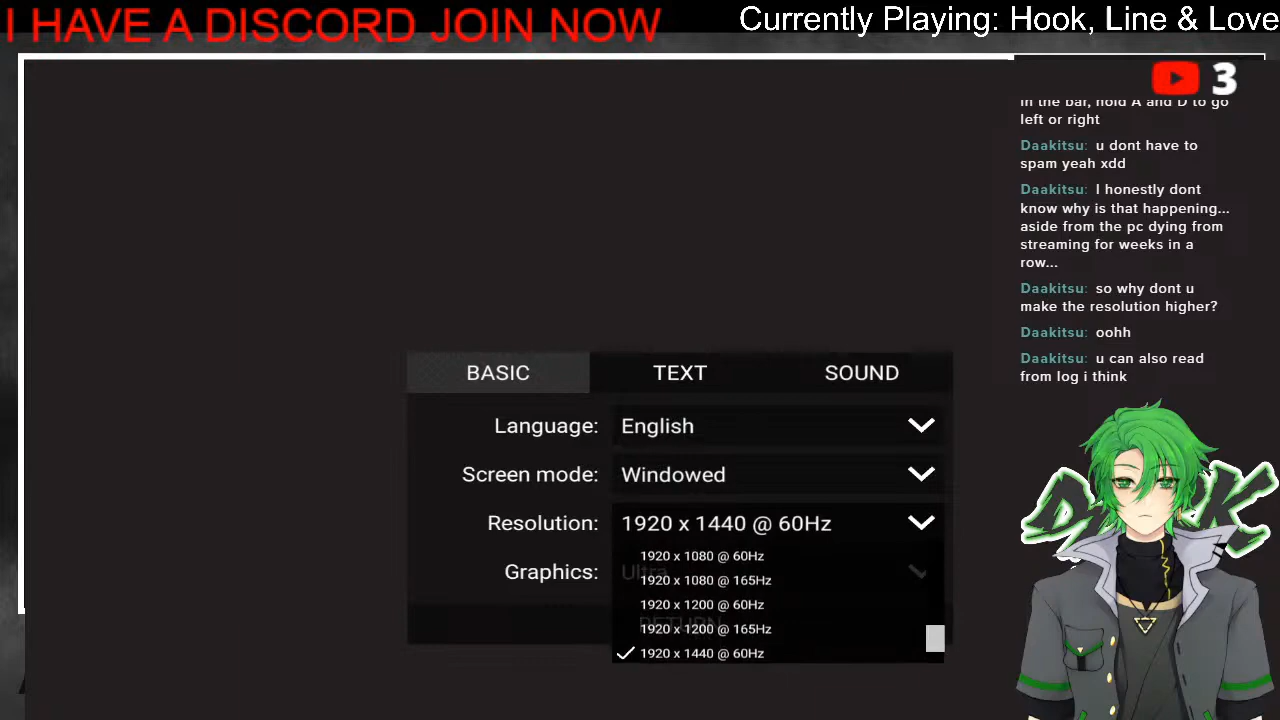 I HAVE A DISCORD JOIN NOW
Currently Playing: Hook, Line & Love
3
in the bar, hold A and D to go
left or right
Daakitsu: u dont have to
spam yeah xdd
Daakitsu: I honestly dont
know why is that happening...
aside from the pc dying from
streaming for weeks in a
row...
Daakitsu: so why dont u
make the resolution higher?
Daakitsu: oohh
Daakitsu: u can also read
from log i think
BASIC TEXT SOUND
Language: English
Screen mode: Windowed
Resolution: 1920 x 1440 @ 60Hz
1920 x 1080 @ 60Hz
Graphics: Ultra
1920 x 1080 @ 165Hz
1920 x 1200 @ 60Hz
RETURN
1920 x 1200 @ 165Hz
1920 x 1440 @ 60Hz